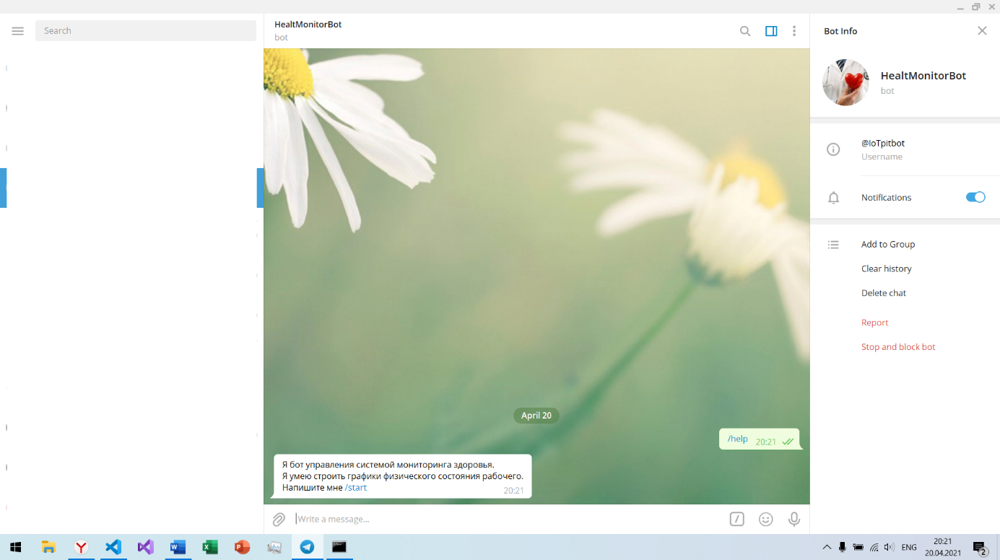 Search
HealtMonitorBot
bot
Bot Info
HealtMonitorBot
bot
@IoTpitbot
Username
Notifications
Add to Group
Clear history
Delete chat
Report
Stop and block bot
April 20
/help 20:21
Я бот управления системой мониторинга здоровья.
Я умею строить графики физического состояния рабочего.
Напишите мне /start 20:21
Write a message...
ENG
20:21
20.04.2021
2